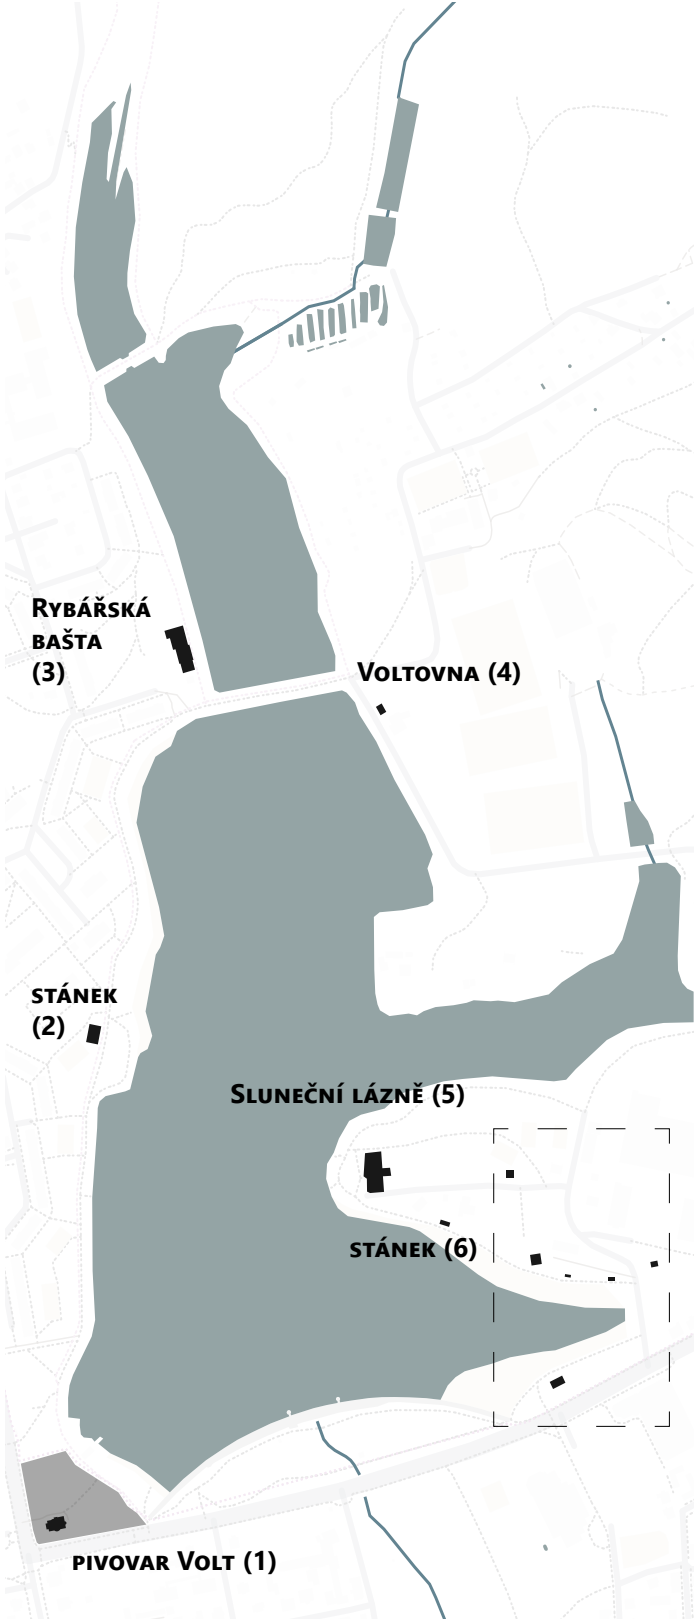 Rybářská
bašta
(3)
Voltovna (4)
stánek
(2)
Sluneční lázně (5)
stánek (6)
pivovar Volt (1)